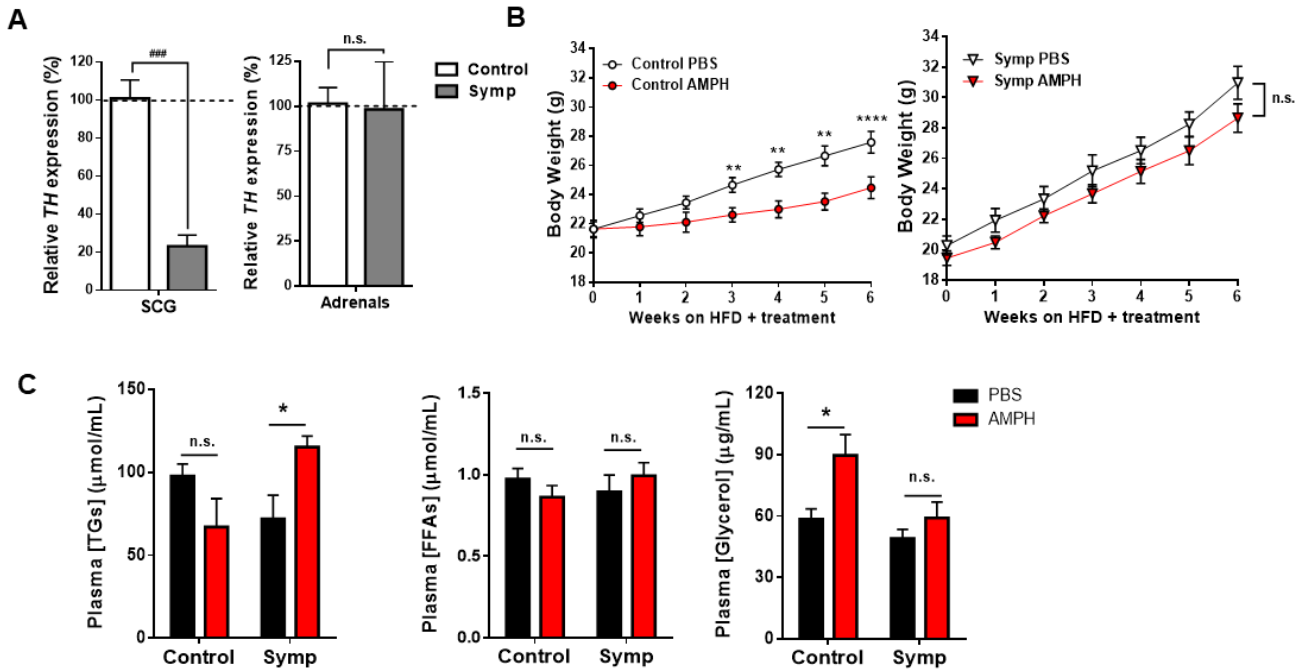 A
Relative TH expression (%)
120
100
80
60
40
20
0
###
SCG
Relative TH expression (%)
125
100
75
50
25
0
n.s.
Adrenals
Control
Symp
B
Body Weight (g)
34
32
30
28
26
24
22
20
18
Control PBS
Control AMPH
** ** ** ****
0 1 2 3 4 5 6
Weeks on HFD + treatment
Body Weight (g)
34
32
30
28
26
24
22
20
18
Symp PBS
Symp AMPH
n.s.
0 1 2 3 4 5 6
Weeks on HFD + treatment
C
Plasma [TGs] (μmol/mL)
150
100
50
0
n.s.
*
Control Symp
Plasma [FFAs] (μmol/mL)
1.5
1.0
0.5
0.0
n.s. n.s.
Control Symp
Plasma [Glycerol] (μg/mL)
120
90
60
30
0
*
n.s.
Control Symp
PBS
AMPH